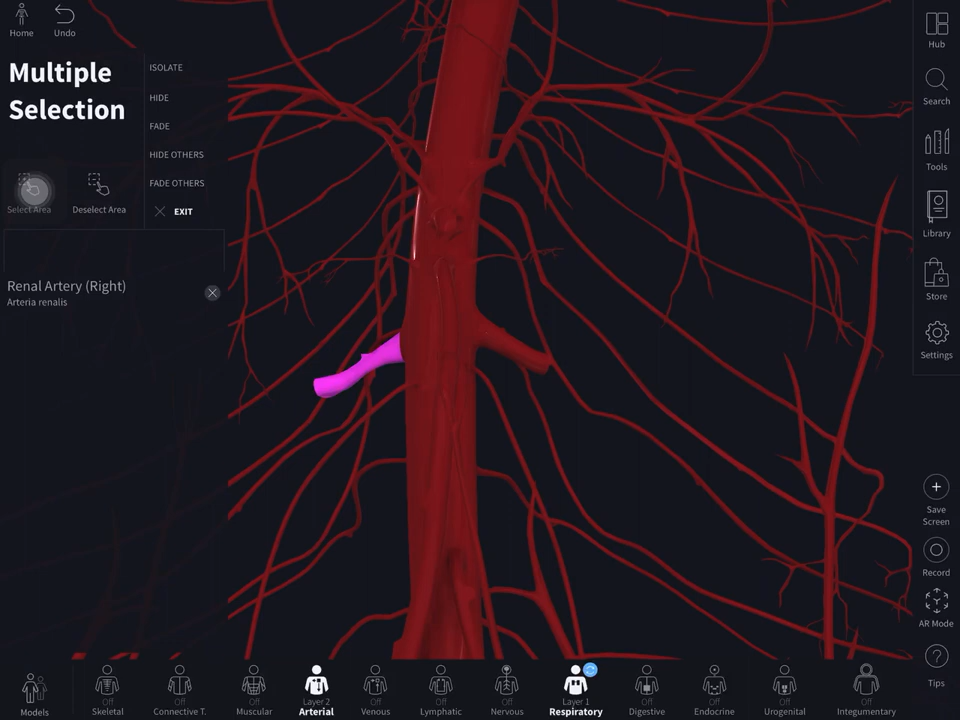 Home
Undo
Multiple
Selection
ISOLATE
HIDE
FADE
HIDE OTHERS
FADE OTHERS
EXIT
Select Area
Deselect Area
Renal Artery (Right)
Arteria renalis
Hub
Search
Tools
Library
Store
Settings
Save
Screen
Record
AR Mode
Tips
Models
Off
Skeletal
Off
Connective T.
Off
Muscular
Layer 2
Arterial
Off
Venous
Off
Lymphatic
Off
Nervous
Layer 1
Respiratory
Off
Digestive
Off
Endocrine
Off
Urogenital
Off
Integumentary